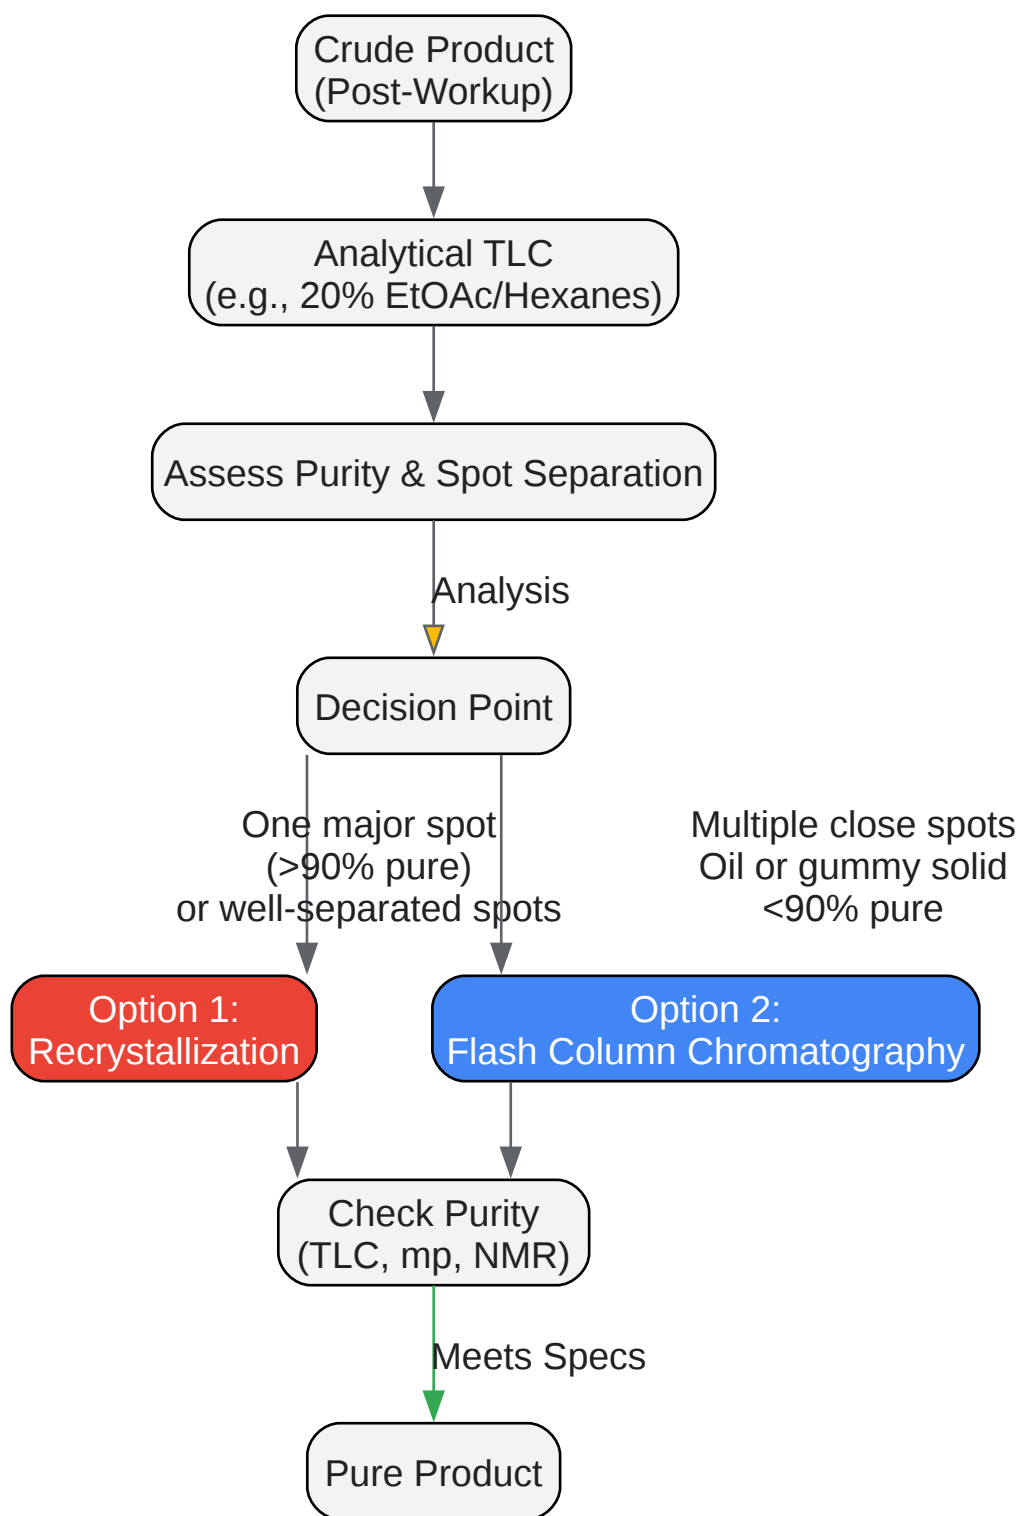 Crude Product
(Post-Workup)
Analytical TLC
(e.g., 20% EtOAc/Hexanes)
Assess Purity & Spot Separation
Analysis
Decision Point
One major spot
(>90% pure)
or well-separated spots
Multiple close spots
Oil or gummy solid
<90% pure
Option 1:
Recrystallization
Option 2:
Flash Column Chromatography
Check Purity
(TLC, mp, NMR)
Meets Specs
Pure Product